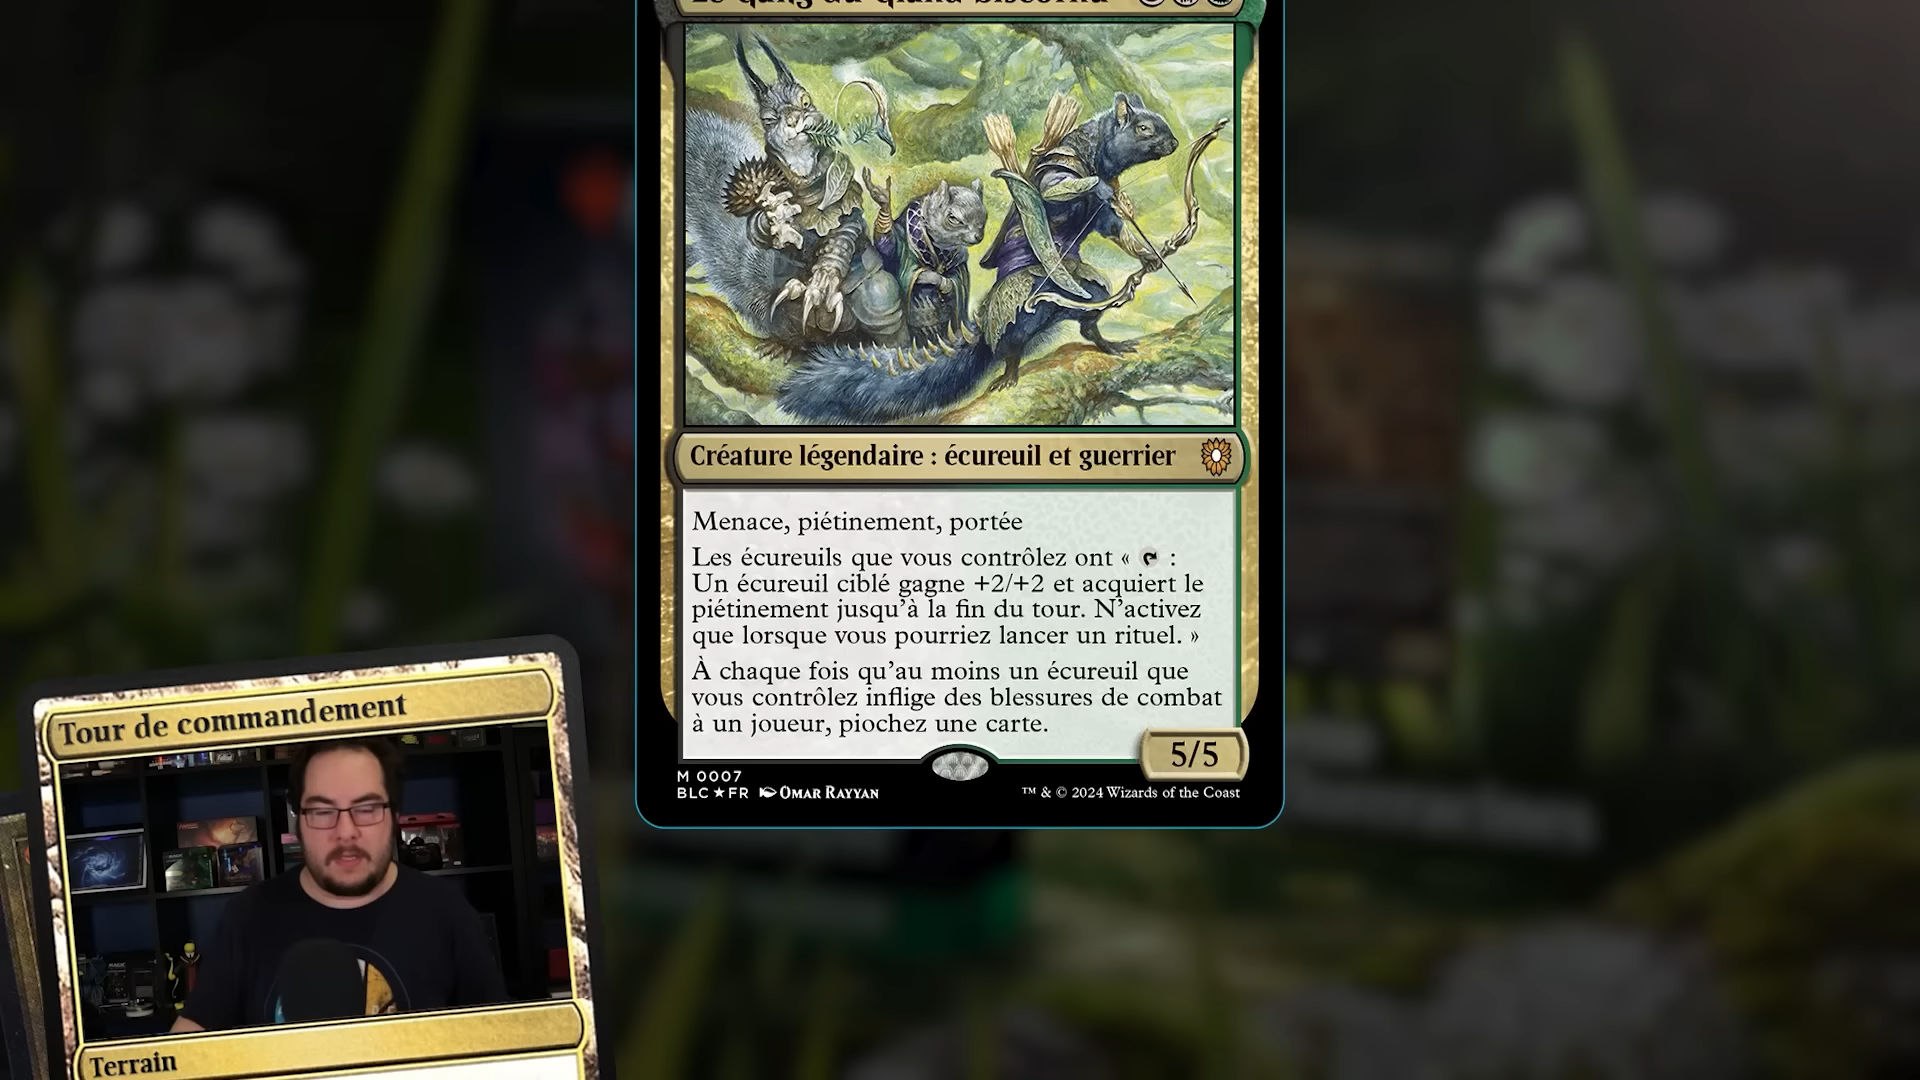 Créature légendaire : écureuil et guerrier
Menace, piétinement, portée
Les écureuils que vous contrôlez ont « :
Un écureuil ciblé gagne +2/+2 et acquiert le
piétinement jusqu’à la fin du tour. N’activez
que lorsque vous pourriez lancer un rituel. »
À chaque fois qu’au moins un écureuil que
vous contrôlez inflige des blessures de combat
à un joueur, piochez une carte.
5/5
M 0007
BLC ★ FR Omar Rayyan
™ & © 2024 Wizards of the Coast
Tour de commandement
Terrain